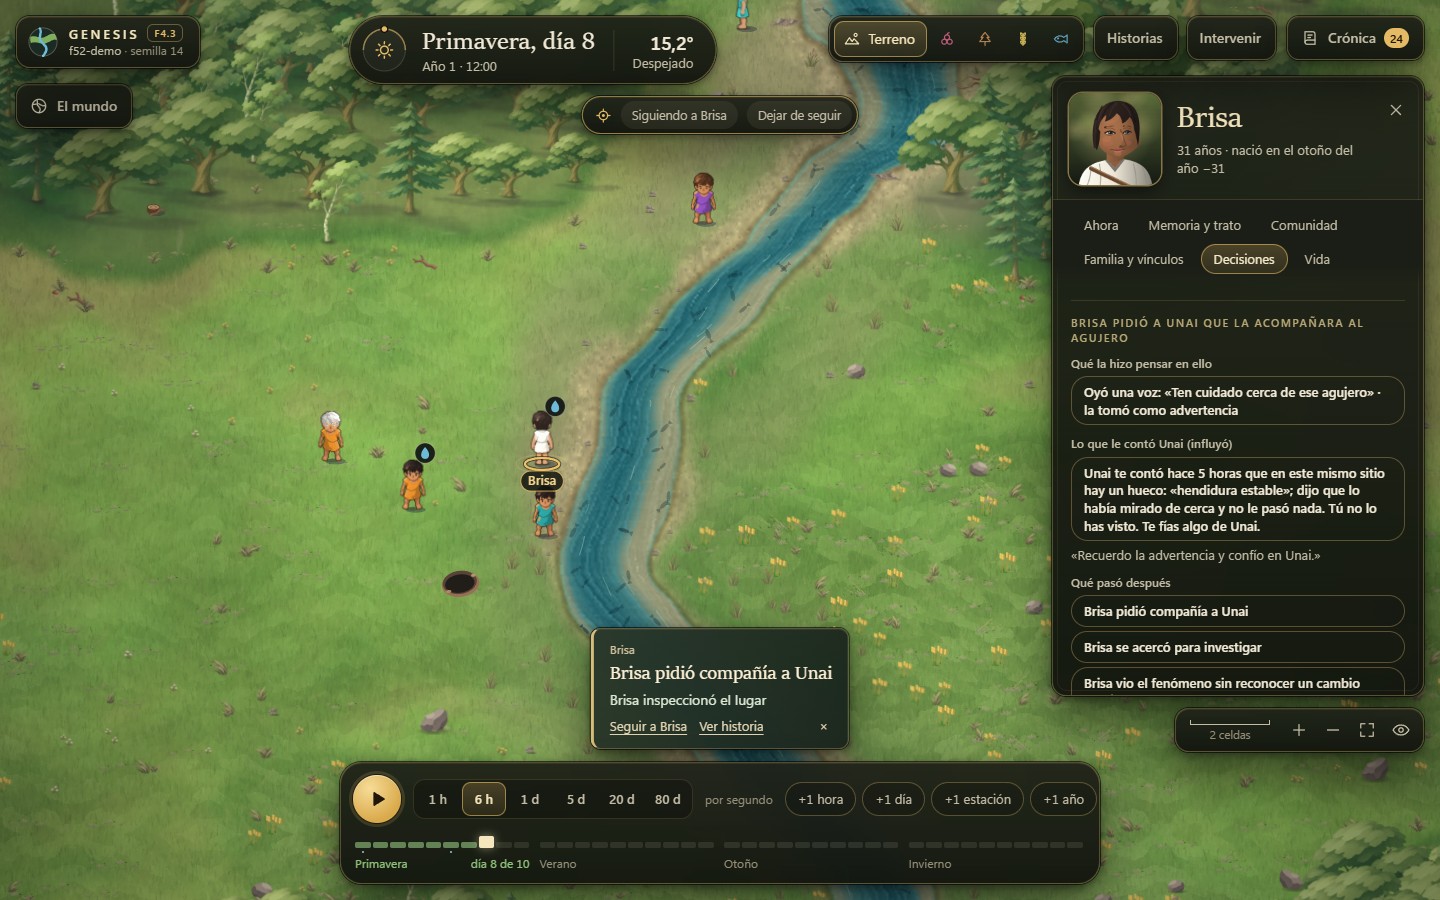 GENESIS F4.3
f52-demo · semilla 14
El mundo
Primavera, día 8
Año 1 · 12:00
15,2°
Despejado
Siguiendo a Brisa
Dejar de seguir
Terreno
Historias
Intervenir
Crónica 24
Brisa
31 años · nació en el otoño del
año −31
Ahora
Memoria y trato
Comunidad
Familia y vínculos
Decisiones
Vida
BRISA PIDIÓ A UNAI QUE LA ACOMPAÑARA AL
AGUJERO
Qué la hizo pensar en ello
Oyó una voz: «Ten cuidado cerca de ese agujero» ·
la tomó como advertencia
Lo que le contó Unai (influyó)
Unai te contó hace 5 horas que en este mismo sitio
hay un hueco: «hendidura estable»; dijo que lo
había mirado de cerca y no le pasó nada. Tú no lo
has visto. Te fías algo de Unai.
«Recuerdo la advertencia y confío en Unai.»
Qué pasó después
Brisa pidió compañía a Unai
Brisa se acercó para investigar
Brisa vio el fenómeno sin reconocer un cambio
Brisa
Brisa
Brisa pidió compañía a Unai
Brisa inspeccionó el lugar
Seguir a Brisa
Ver historia
×
2 celdas
1 h
6 h
1 d
5 d
20 d
80 d
por segundo
+1 hora
+1 día
+1 estación
+1 año
Primavera
día 8 de 10
Verano
Otoño
Invierno